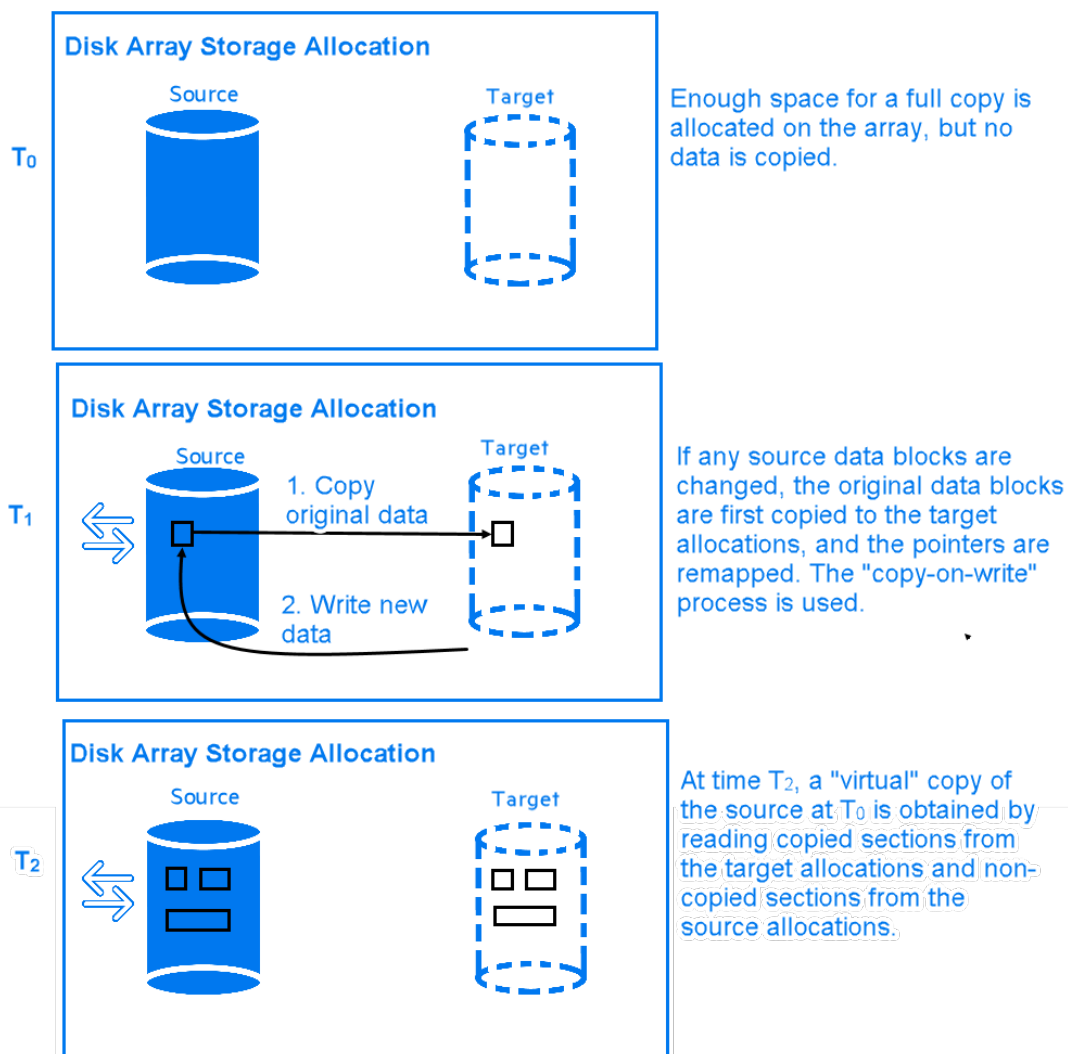 Disk Array Storage Allocation
Source
Target
T₀
Enough space for a full copy is
allocated on the array, but no
data is copied.
Disk Array Storage Allocation
Source
Target
T₁
1. Copy
original data
2. Write new
data
If any source data blocks are
changed, the original data blocks
are first copied to the target
allocations, and the pointers are
remapped. The "copy-on-write"
process is used.
Disk Array Storage Allocation
Source
Target
T₂
At time T₂, a "virtual" copy of
the source at T₀ is obtained by
reading copied sections from
the target allocations and non-
copied sections from the
source allocations.